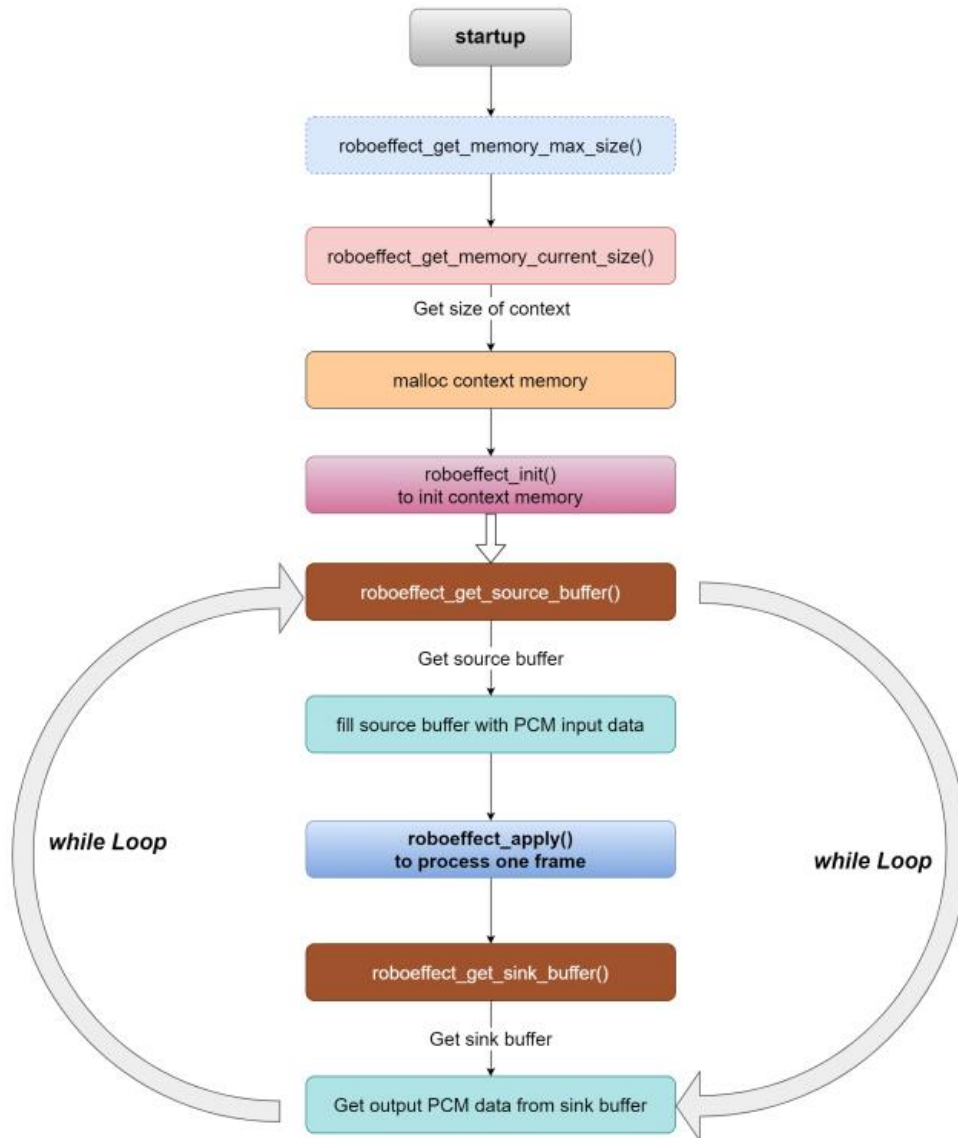 startup
roboeffect_get_memory_max_size()
roboeffect_get_memory_current_size()
Get size of context
malloc context memory
roboeffect_init()
to init context memory
roboeffect_get_source_buffer()
Get source buffer
fill source buffer with PCM input data
while Loop
roboeffect_apply()
to process one frame
while Loop
roboeffect_get_sink_buffer()
Get sink buffer
Get output PCM data from sink buffer